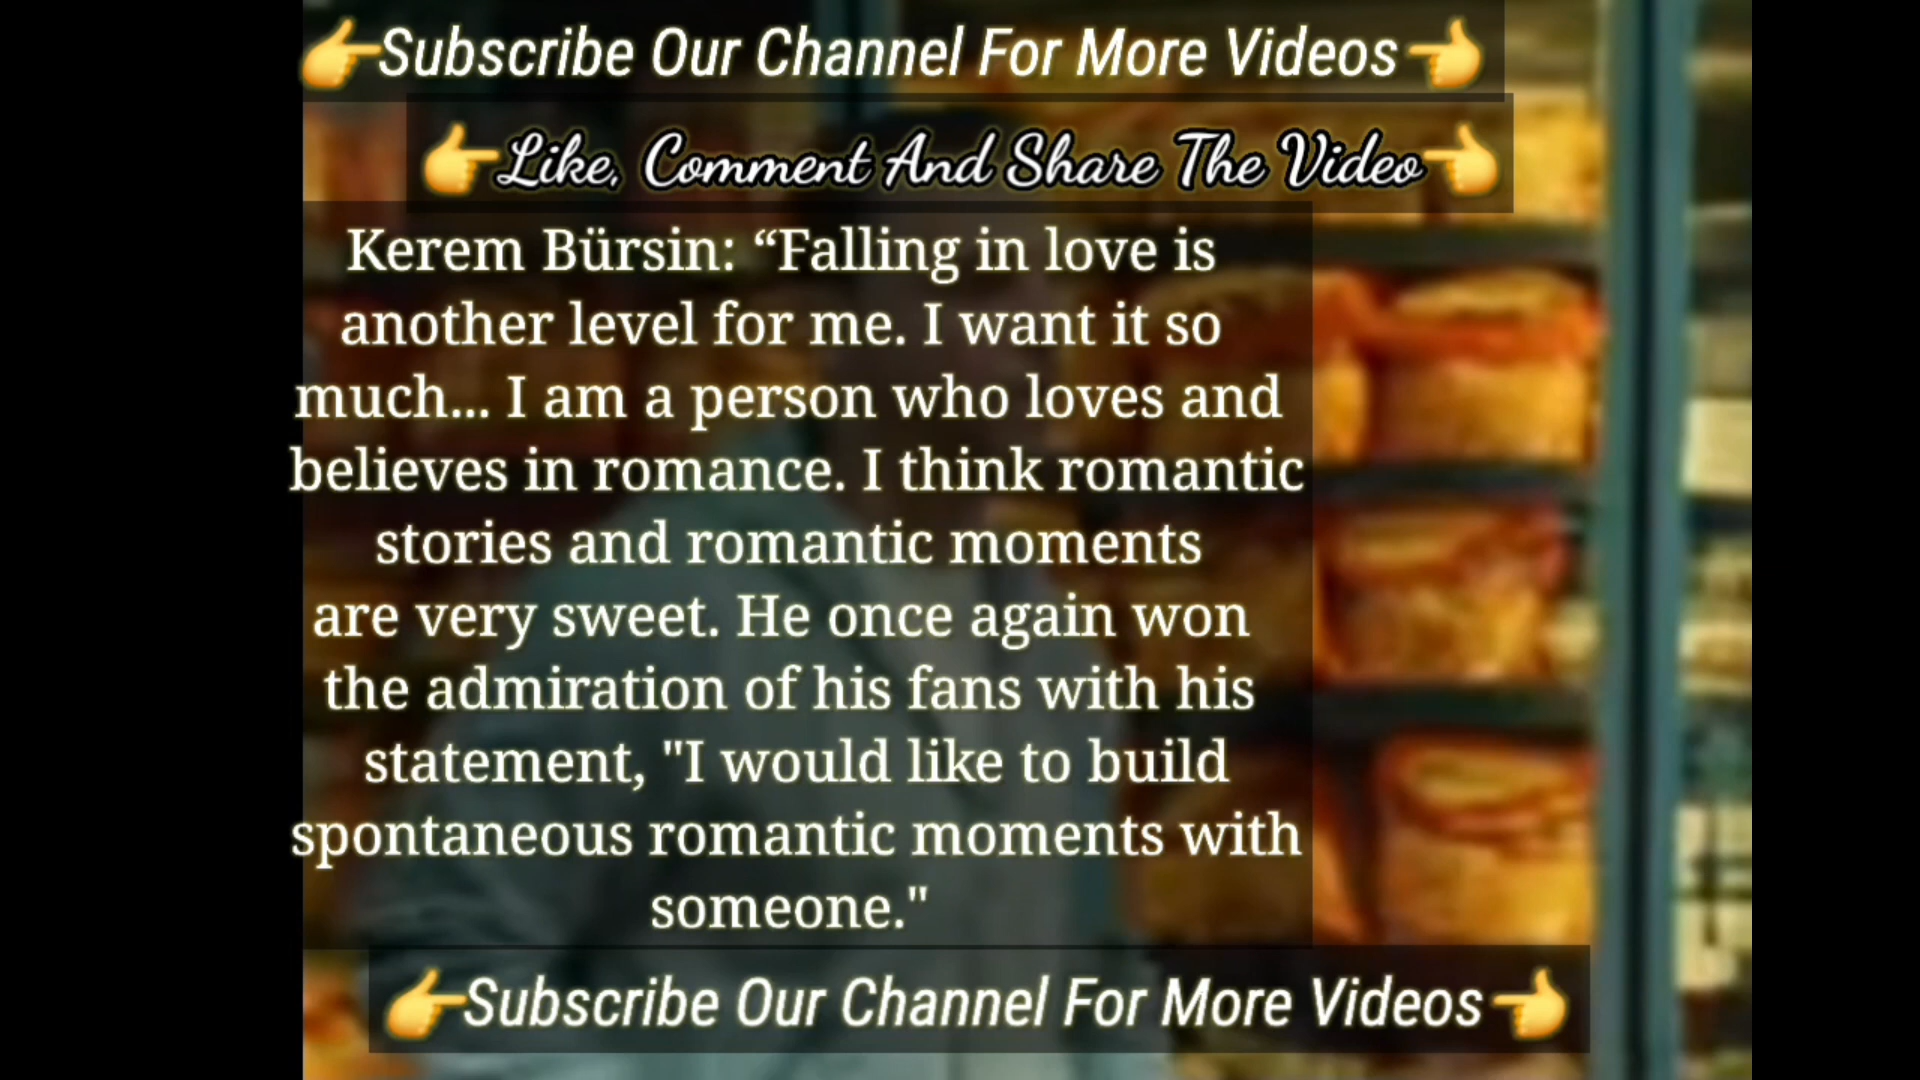 👉Subscribe Our Channel For More Videos👈
👉Like, Comment And Share The Video👈
Kerem Bürsin: “Falling in love is
another level for me. I want it so
much... I am a person who loves and
believes in romance. I think romantic
stories and romantic moments
are very sweet. He once again won
the admiration of his fans with his
statement, "I would like to build
spontaneous romantic moments with
someone."
👉Subscribe Our Channel For More Videos👈